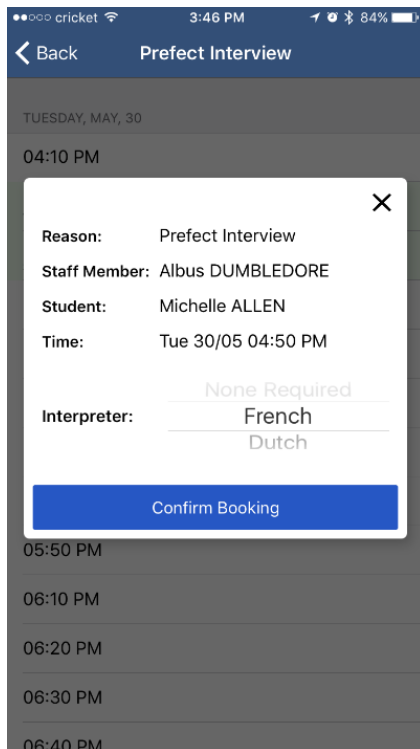 cricket 3:46 PM 84%
Back Prefect Interview
TUESDAY, MAY, 30
04:10 PM
Reason: Prefect Interview
Staff Member: Albus DUMBLEDORE
Student: Michelle ALLEN
Time: Tue 30/05 04:50 PM
None Required
Interpreter: French
Dutch
Confirm Booking
05:50 PM
06:10 PM
06:20 PM
06:30 PM
06:40 PM